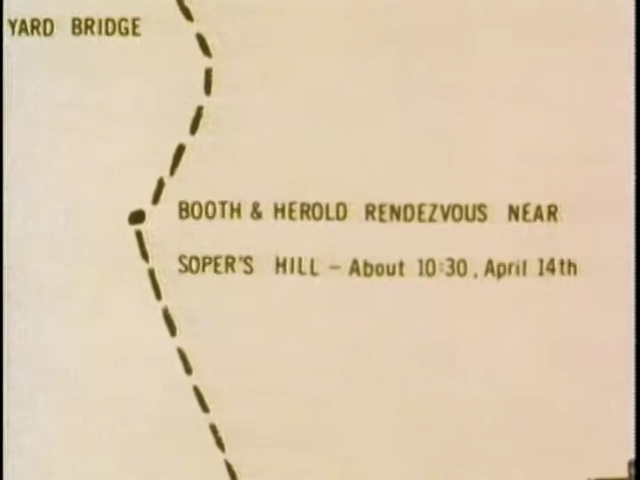 YARD BRIDGE
BOOTH & HEROLD RENDEZVOUS NEAR
SOPER'S HILL – About 10:30, April 14th